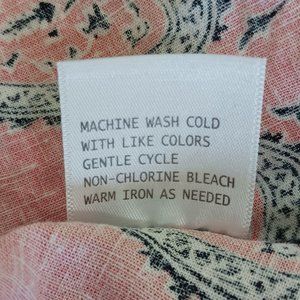 MACHINE WASH COLD
WITH LIKE COLORS
GENTLE CYCLE
NON-CHLORINE BLEACH
WARM IRON AS NEEDED